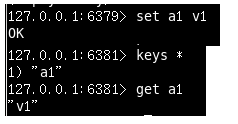 127.0.0.1:6379> set a1 v1
OK
127.0.0.1:6381> keys *
1) "a1"
127.0.0.1:6381> get a1
"v1"